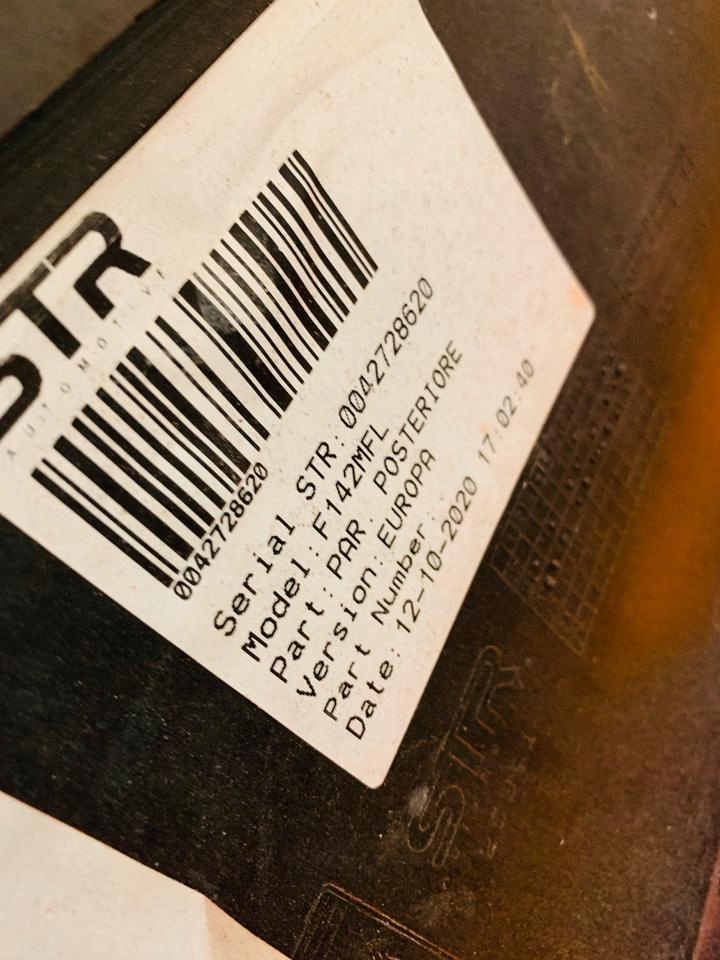 STR
AUTOMOTIVE
0042728620
Serial STR: 0042728620
Model: F142MFL
Part: PAR. POSTERIORE
Version: EUROPA
Part Number:
Date: 12-10-2020 17:02:40
STR